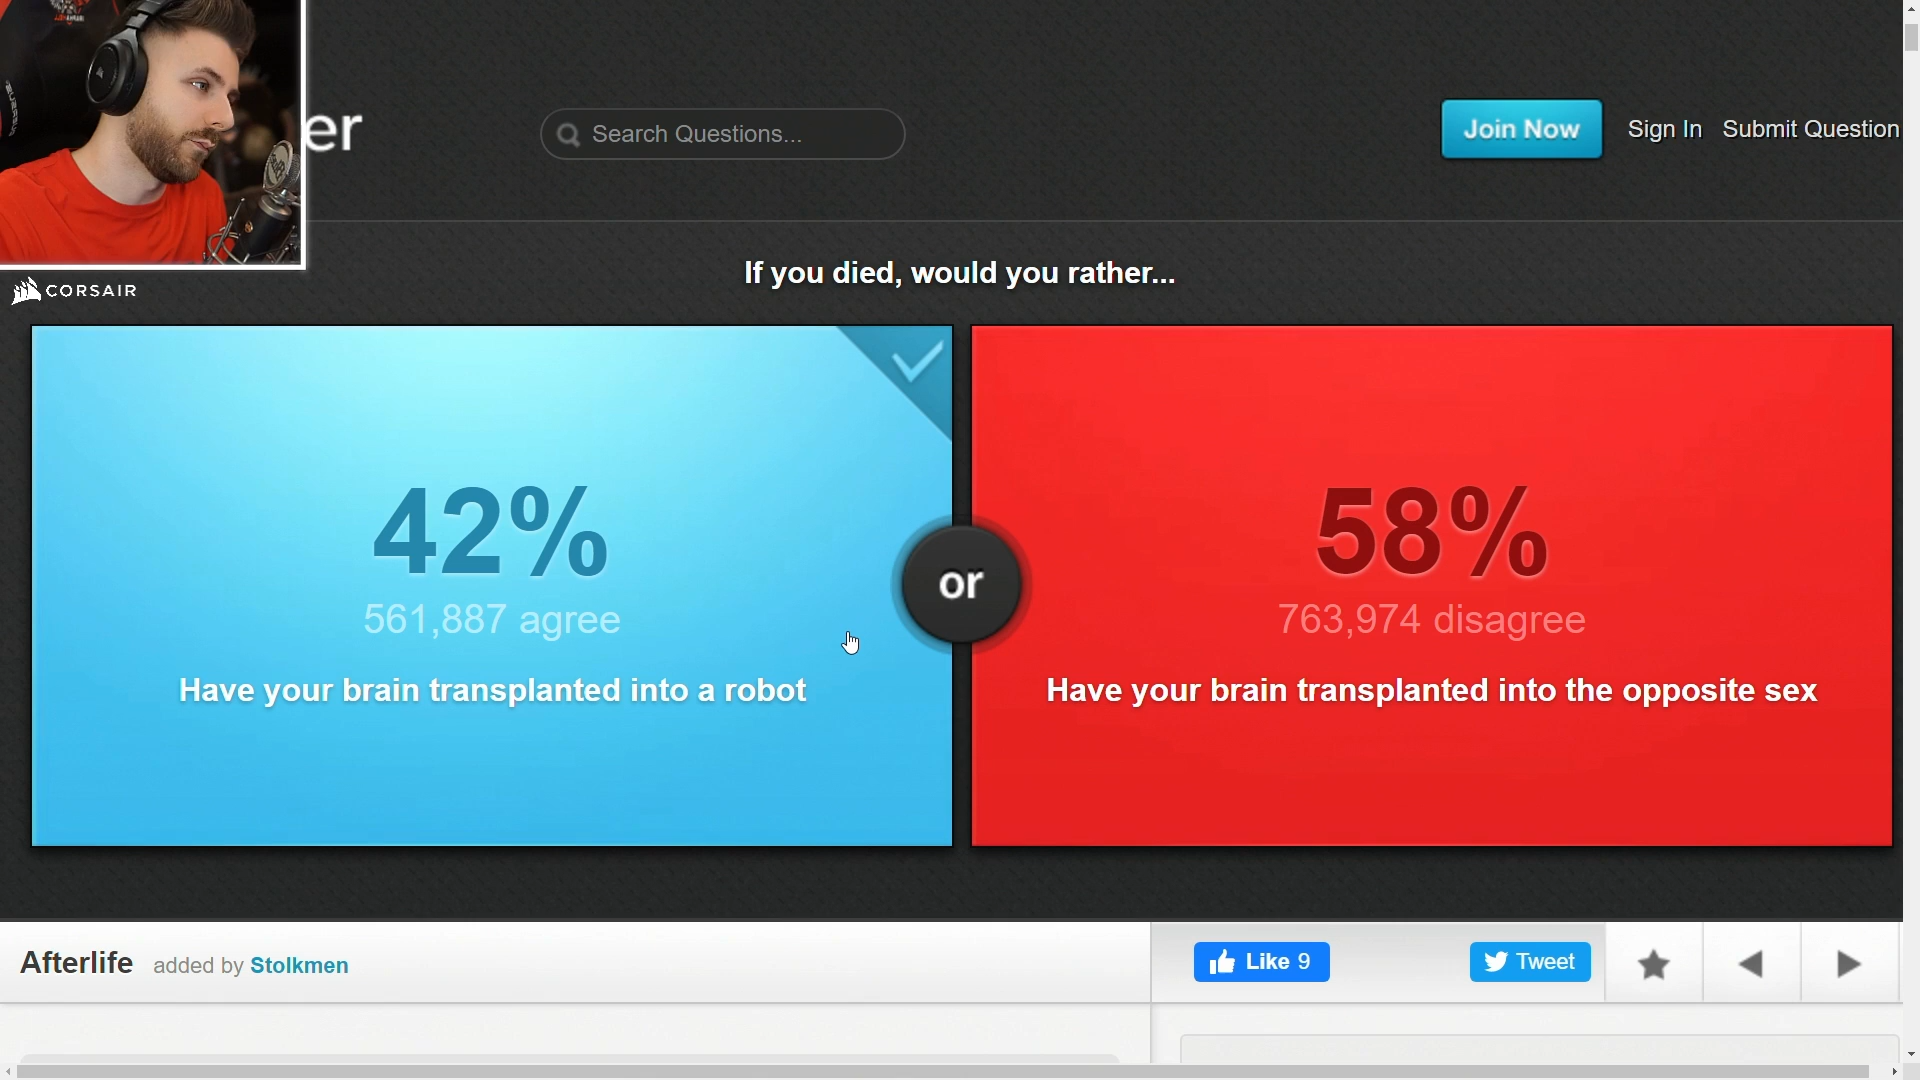 er
Search Questions...
Join Now
Sign In
Submit Question
CORSAIR
If you died, would you rather...
42%
561,887 agree
Have your brain transplanted into a robot
or
58%
763,974 disagree
Have your brain transplanted into the opposite sex
Afterlife added by Stolkmen
Like 9
Tweet